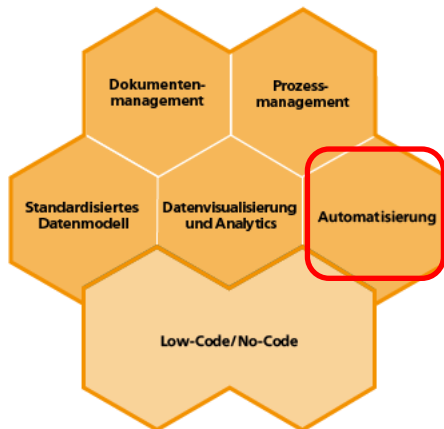 Dokumenten-
management
Prozess-
management
Standardisiertes
Datenmodell
Datenvisualisierung
und Analytics
Automatisierung
Low-Code/No-Code